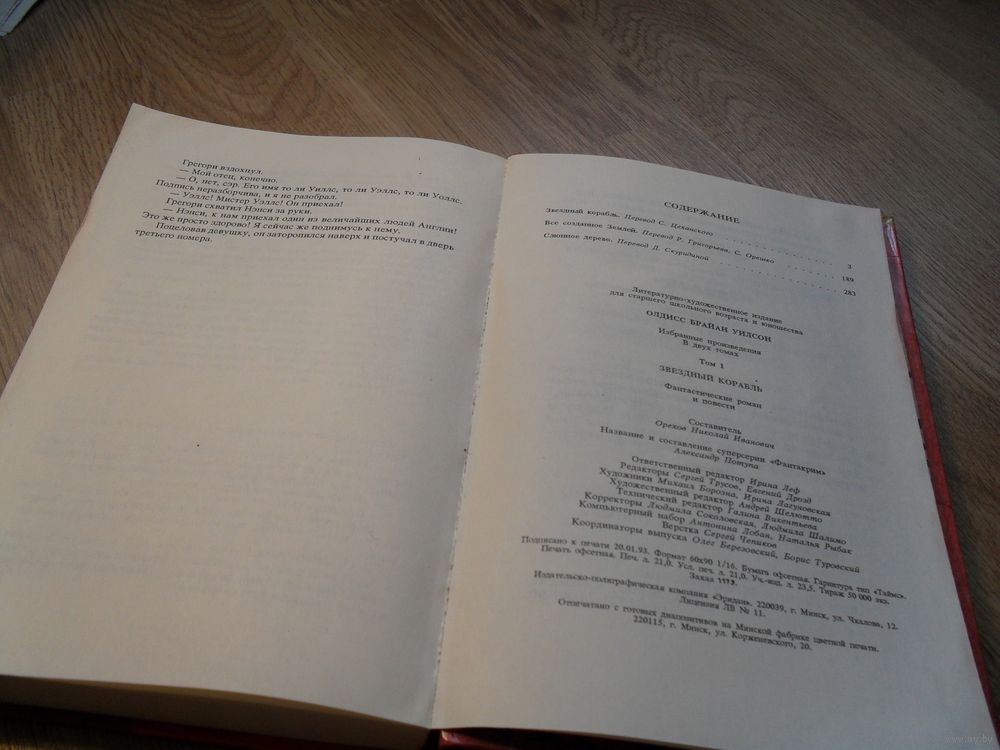 Грегори вздохнул.
— Мой отец, конечно.
— О, нет, сэр. Его имя то ли Уиллс, то ли Уэллс, то ли Уоллс.
Подпись неразборчива, и я не разобрал.
— Уэллс! Мистер Уэллс! Он приехал!
Грегори схватил Нэнси за руки.
— Нэнси, к нам приехал один из величайших людей Англии!
Это же просто здорово! Я сейчас же поднимусь к нему.
Поцеловав девушку, он заторопился наверх и постучал в дверь
третьего номера.
СОДЕРЖАНИЕ
Звездный корабль. Перевод С. Цеханского 3
Все созданное Землей. Перевод Р. Григорьева, С. Орешко 189
Слюнное дерево. Перевод Д. Скуридиной 283
Литературно-художественное издание
для старшего школьного возраста и юношества
ОЛДИСС БРАЙАН УИЛСОН
Избранные произведения
В двух томах
Том 1
ЗВЕЗДНЫЙ КОРАБЛЬ
Фантастические роман
и повести
Составитель
Орехов Николай Иванович
Название и составление суперсерии «Фантакрим»
Александр Потупа
Ответственный редактор Ирина Леф
Редакторы Сергей Трусов, Евгений Дрозд
Художники Михаил Борозна, Ирина Лагуновская
Художественный редактор Андрей Шелютто
Технический редактор Галина Викентьева
Корректоры Людмила Соколовская, Людмила Шалимо
Компьютерный набор Антонина Лобан, Наталья Рыбак
Верстка Сергей Чепиков
Координаторы выпуска Олег Березовский, Борис Туровский
Подписано к печати 20.01.93. Формат 60х90 1/16. Бумага офсетная. Гарнитура тип «Таймс».
Печать офсетная. Печ. л. 21,0. Усл. печ. л. 21,0. Уч.-изд. л. 23,5. Тираж 50 000 экз.
Заказ 1173.
Издательско-полиграфическая компания «Эридан». 220039, г. Минск, ул. Чкалова, 12.
Лицензия ЛВ № 11.
Отпечатано с готовых диапозитивов на Минской фабрике цветной печати.
220115, г. Минск, ул. Корженевского, 20.
www.ay.by